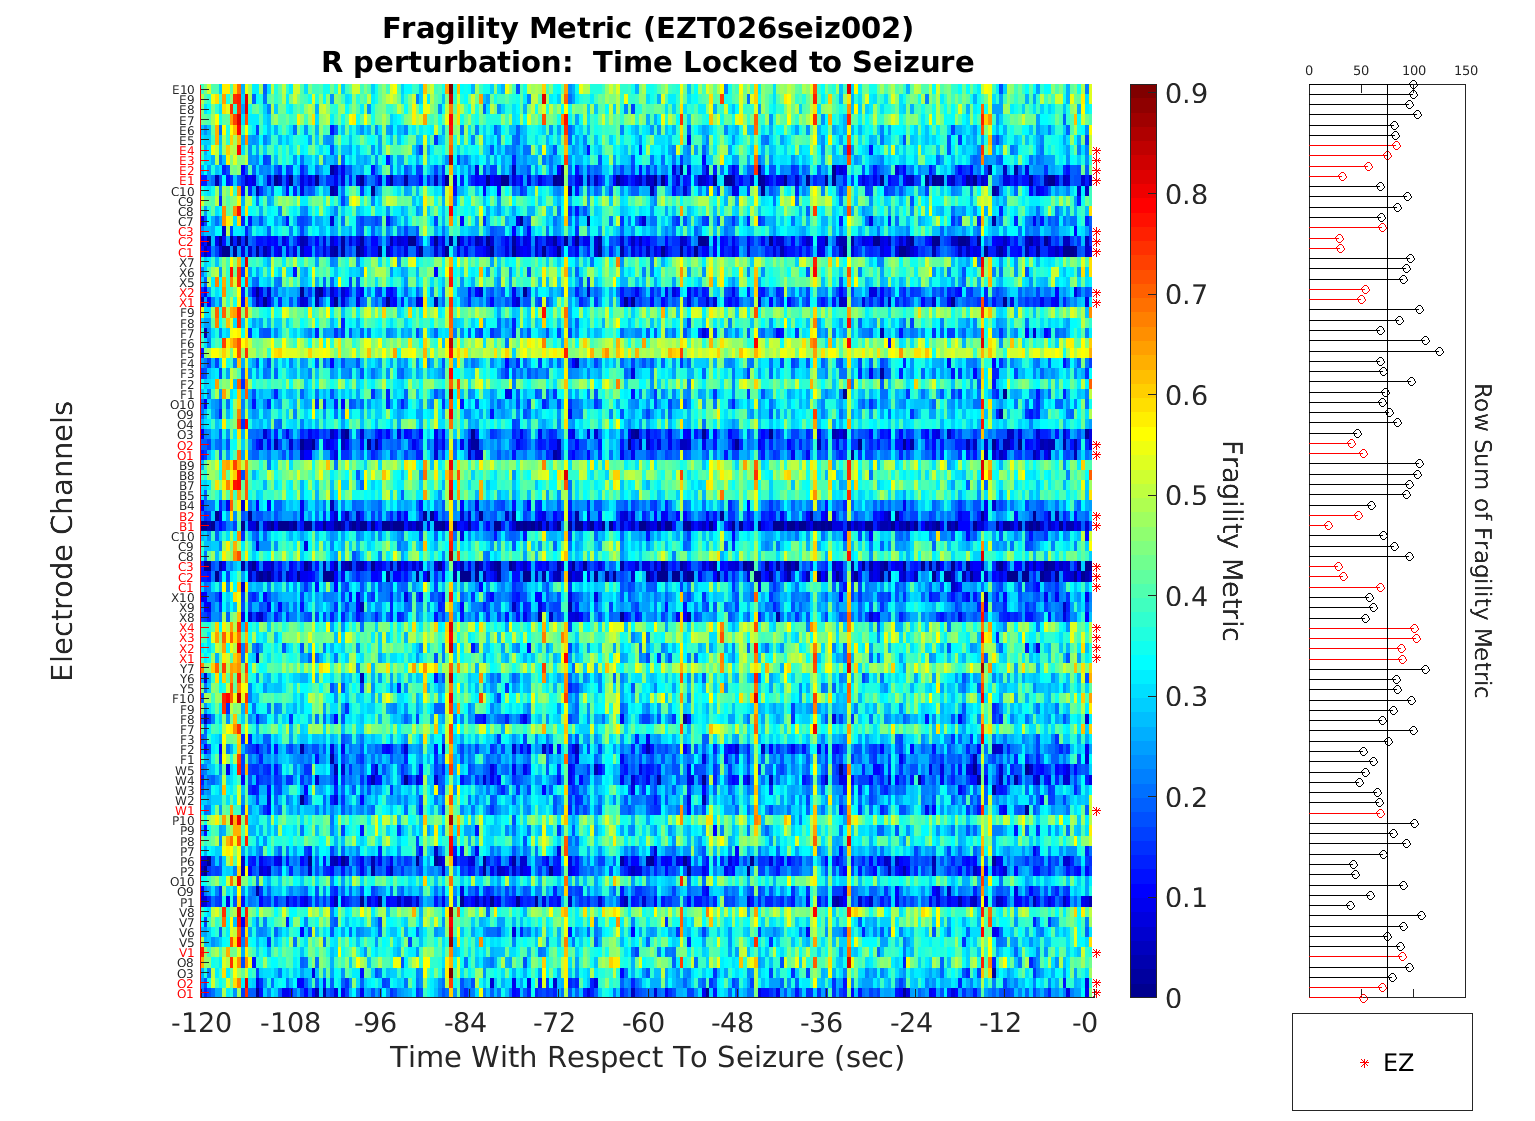 Fragility Metric (EZT026seiz002)
R perturbation:  Time Locked to Seizure
Electrode Channels
E10
E9
E8
E7
E6
E5
E4
E3
E2
E1
C10
C9
C8
C7
C3
C2
C1
X7
X6
X5
X2
X1
F9
F8
F7
F6
F5
F4
F3
F2
F1
O10
O9
O4
O3
O2
O1
B9
B8
B7
B5
B4
B2
B1
C10
C9
C8
C3
C2
C1
X10
X9
X8
X4
X3
X2
X1
Y7
Y6
Y5
F10
F9
F8
F7
F3
F2
F1
W5
W4
W3
W2
W1
P10
P9
P8
P7
P6
P2
O10
O9
P1
V8
V7
V6
V5
V1
O8
O3
O2
O1
-120 -108 -96 -84 -72 -60 -48 -36 -24 -12 -0
Time With Respect To Seizure (sec)
0.9
0.8
0.7
0.6
0.5
0.4
0.3
0.2
0.1
0
Fragility Metric
0 50 100 150
Row Sum of Fragility Metric
EZ